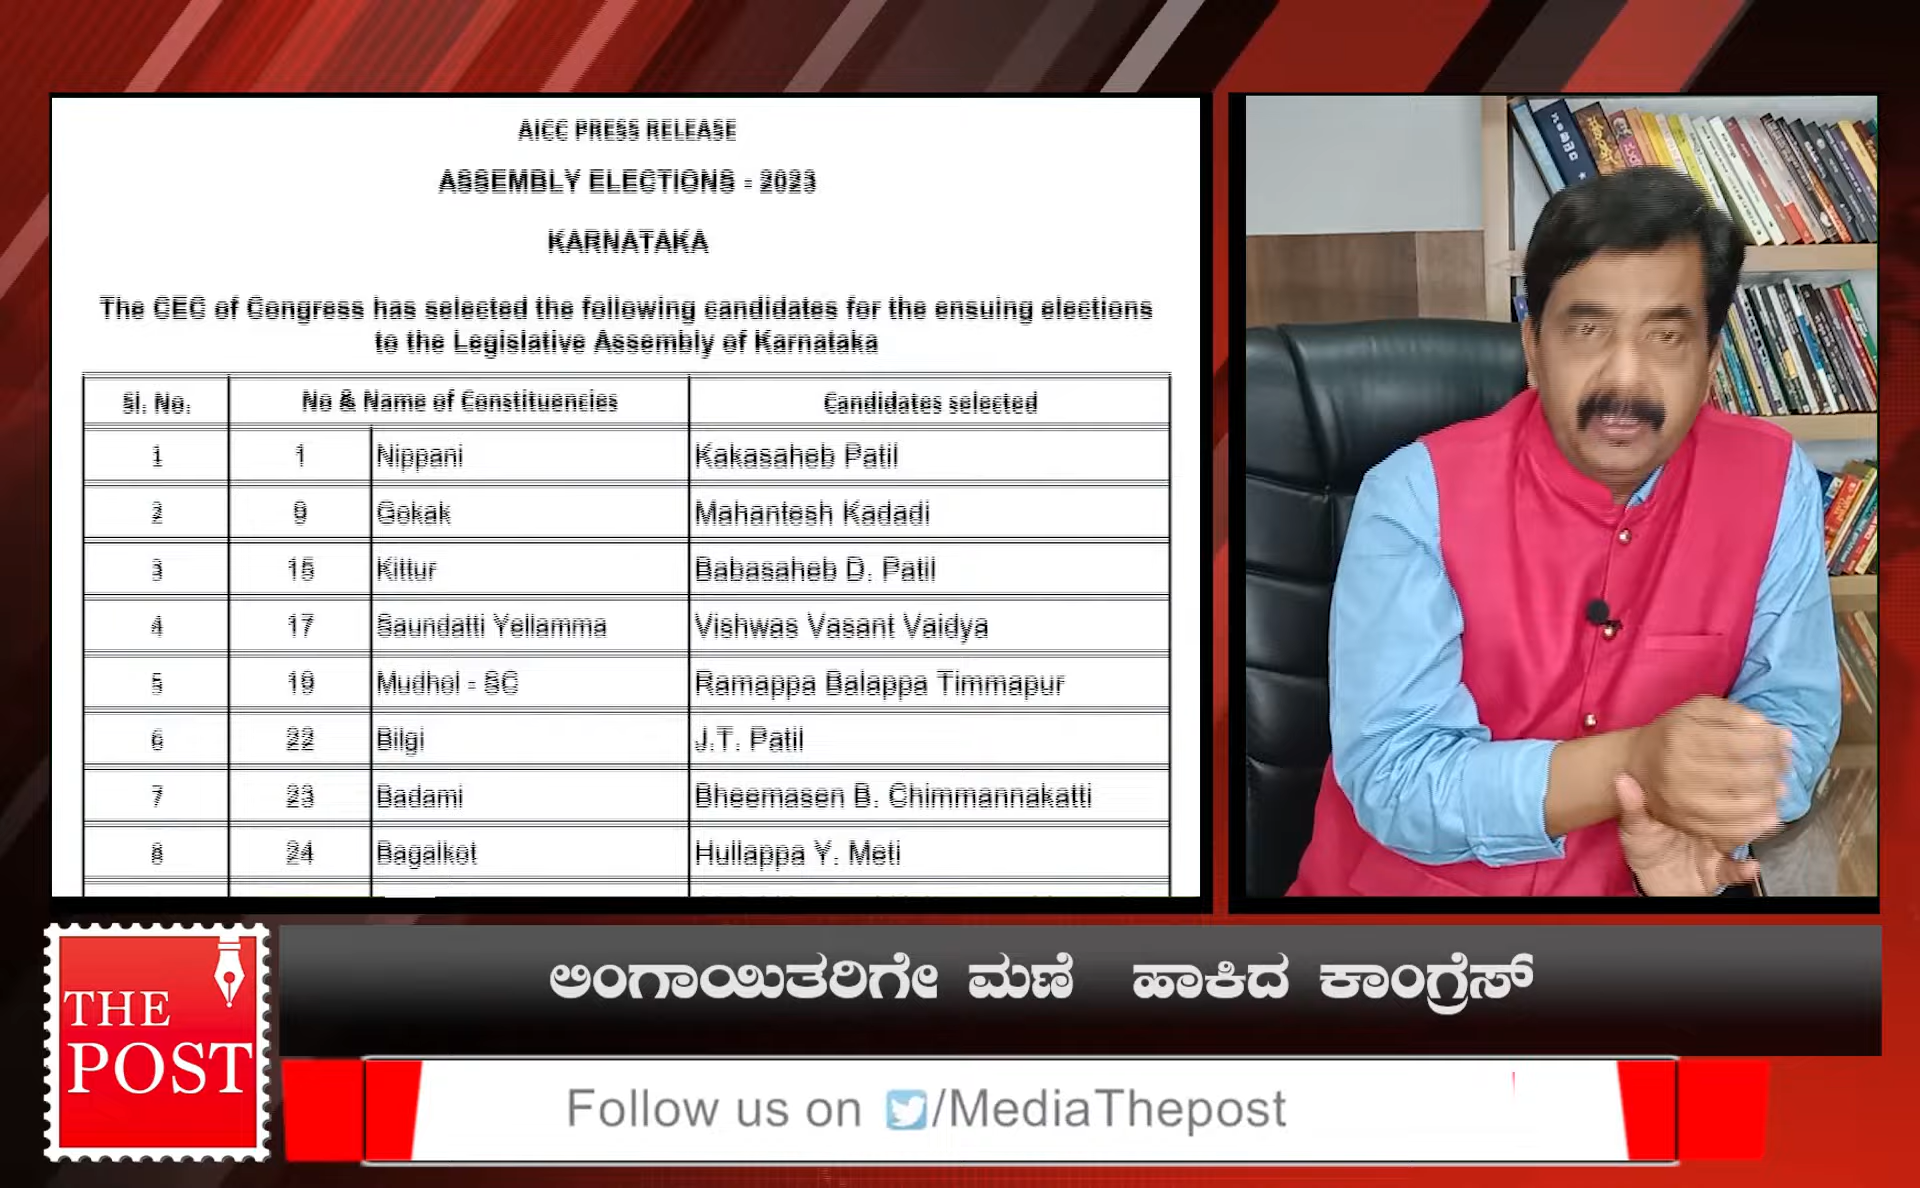 AICC PRESS RELEASE
ASSEMBLY ELECTIONS - 2023
KARNATAKA
The CEC of Congress has selected the following candidates for the ensuing elections
to the Legislative Assembly of Karnataka
Sl. No. No & Name of Constituencies Candidates selected
1 1 Nippani Kakasaheb Patil
2 9 Gokak Mahantesh Kadadi
3 15 Kittur Babasaheb D. Patil
4 17 Saundatti Yellamma Vishwas Vasant Vaidya
5 19 Mudhol - SC Ramappa Balappa Timmapur
6 22 Bilgi J.T. Patil
7 23 Badami Bheemasen B. Chimmannakatti
8 24 Bagalkot Hullappa Y. Meti
ಲಿಂಗಾಯಿತರಿಗೇ ಮಣೆ ಹಾಕಿದ ಕಾಂಗ್ರೆಸ್
THE
POST
Follow us on /MediaThepost